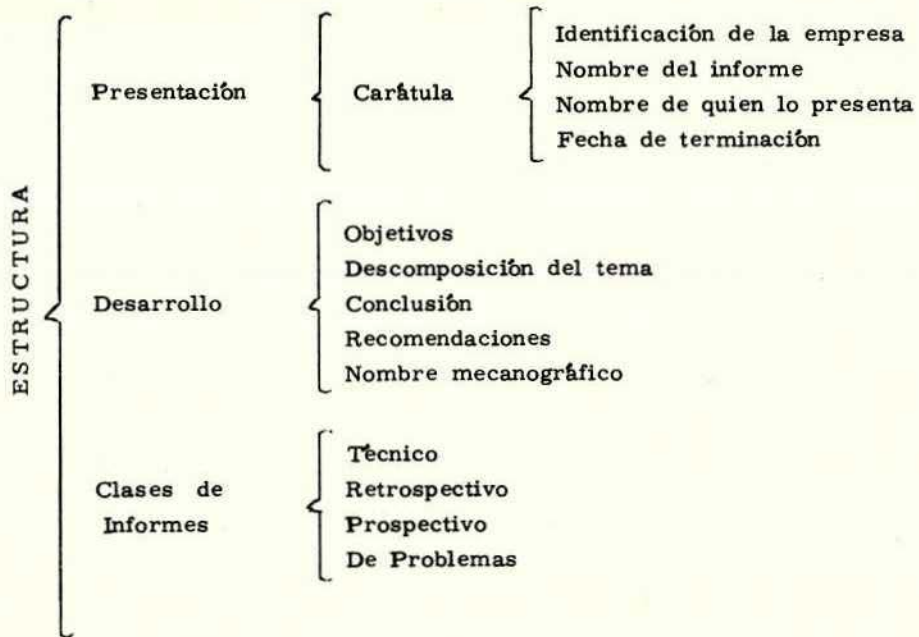 ESTRUCTURA
Presentación
Carátula
Identificación de la empresa
Nombre del informe
Nombre de quien lo presenta
Fecha de terminación
Desarrollo
Objetivos
Descomposición del tema
Conclusión
Recomendaciones
Nombre mecanográfico
Clases de
Informes
Técnico
Retrospectivo
Prospectivo
De Problemas